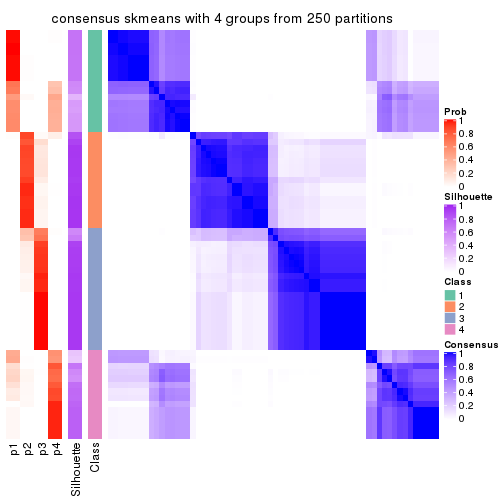 consensus skmeans with 4 groups from 250 partitions
Prob
1
0.8
0.6
0.4
0.2
0
Silhouette
1
0.8
0.6
0.4
0.2
0
Class
1
2
3
4
Consensus
1
0.8
0.6
0.4
0.2
0
p1
p2
p3
p4
Silhouette
Class